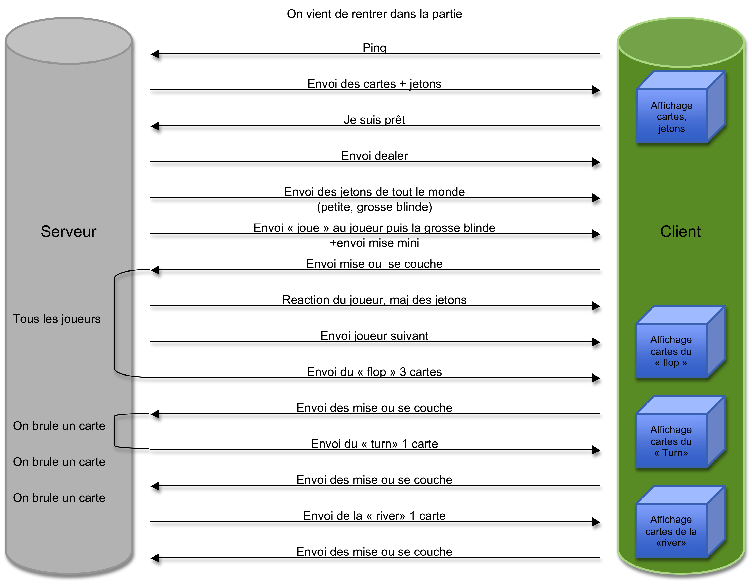 On vient de rentrer dans la partie
Ping
Envoi des cartes + jetons
Affichage
cartes,
jetons
Je suis prêt
Envoi dealer
Envoi des jetons de tout le monde
(petite, grosse blinde)
Serveur
Envoi « joue » au joueur puis la grosse blinde
+envoi mise mini
Client
Envoi mise ou se couche
Reaction du joueur, maj des jetons
Tous les joueurs
Envoi joueur suivant
Affichage
cartes du
« flop »
Envoi du « flop » 3 cartes
Envoi des mise ou se couche
On brule un carte
Envoi du « turn» 1 carte
Affichage
cartes du
« Turn»
On brule un carte
Envoi des mise ou se couche
On brule un carte
Envoi de la « river» 1 carte
Affichage
cartes de la
«river»
Envoi des mise ou se couche